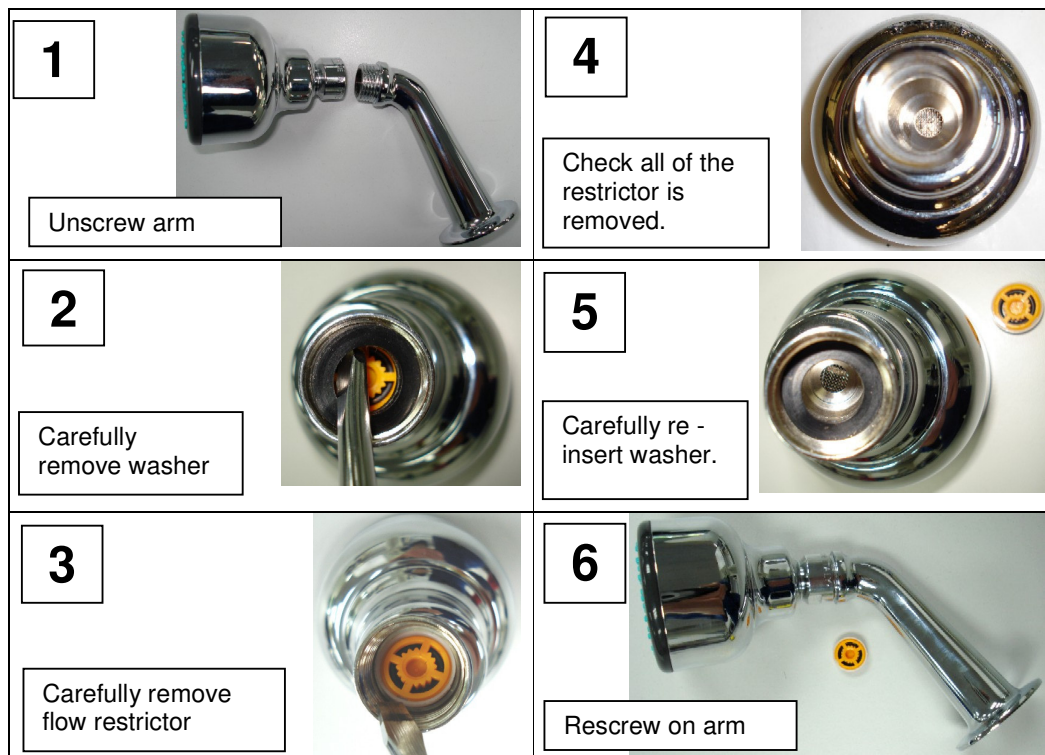 1
Unscrew arm
2
Carefully
remove washer
3
Carefully remove
flow restrictor
4
Check all of the
restrictor is
removed.
5
Carefully re -
insert washer.
6
Rescrew on arm